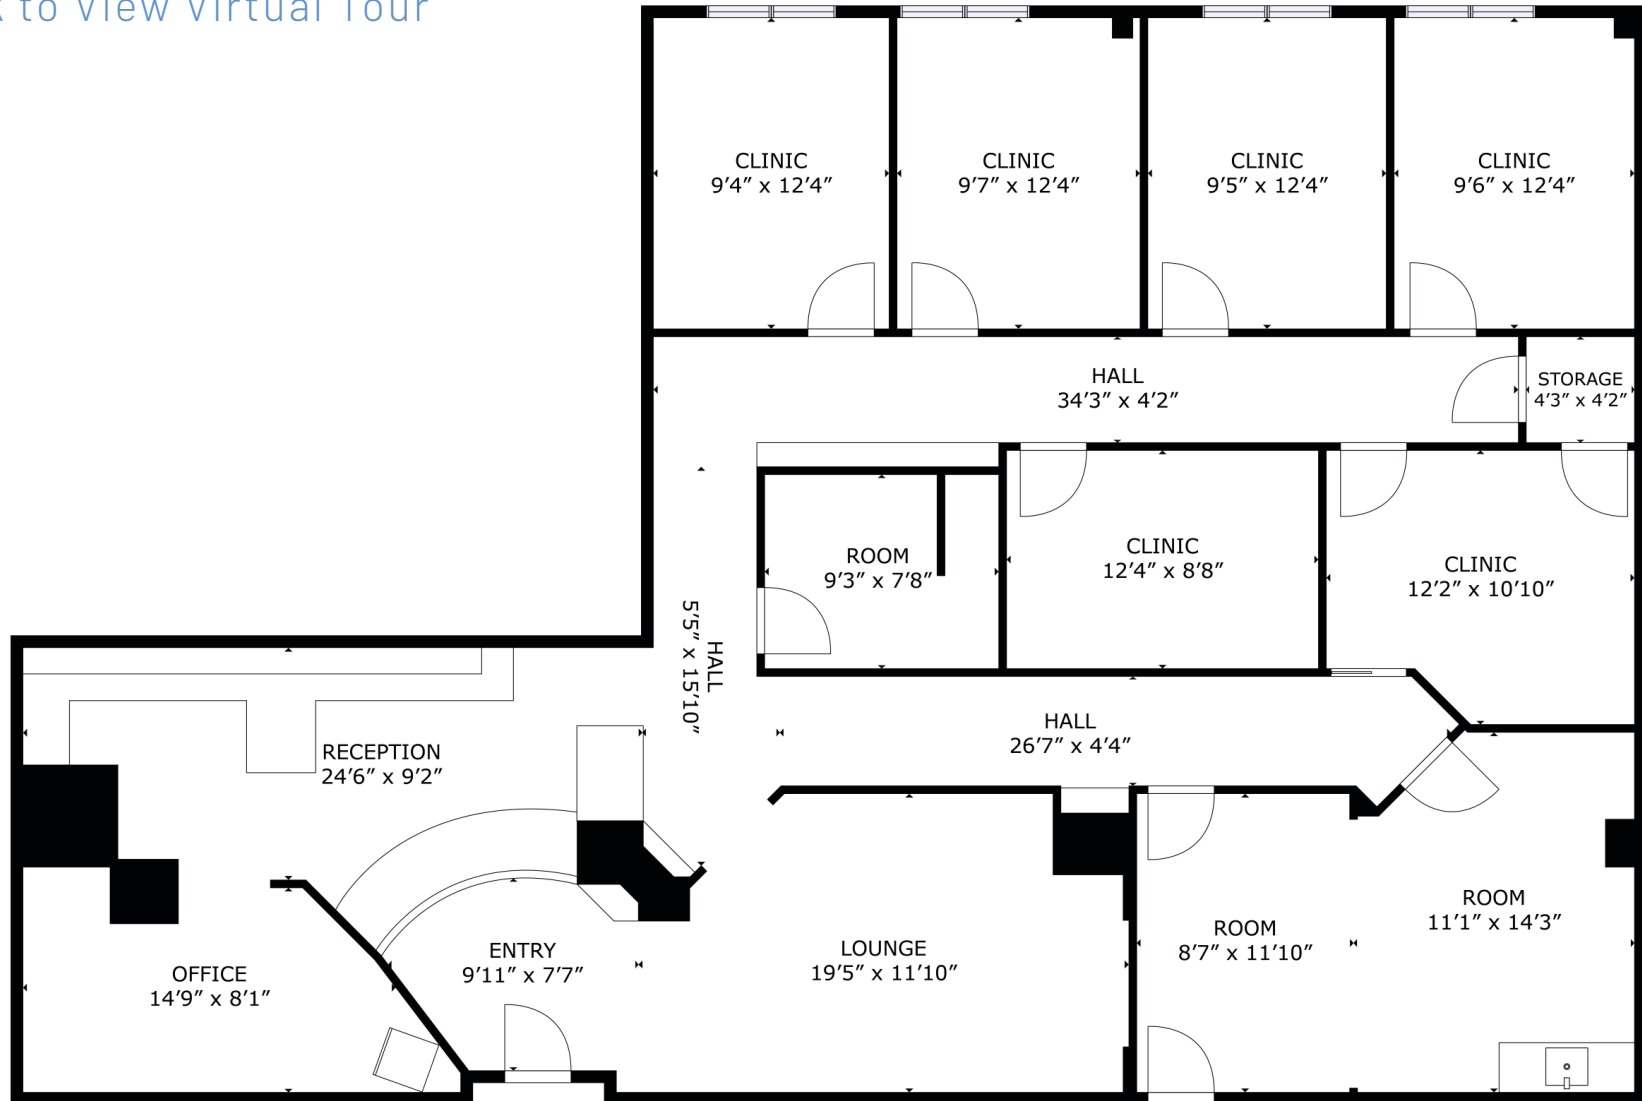 to View Virtual Tour
CLINIC
9'4" x 12'4"
CLINIC
9'7" x 12'4"
CLINIC
9'5" x 12'4"
CLINIC
9'6" x 12'4"
HALL
34'3" x 4'2"
STORAGE
4'3" x 4'2"
ROOM
9'3" x 7'8"
CLINIC
12'4" x 8'8"
CLINIC
12'2" x 10'10"
HALL
5'5" x 15'10"
HALL
26'7" x 4'4"
RECEPTION
24'6" x 9'2"
OFFICE
14'9" x 8'1"
ENTRY
9'11" x 7'7"
LOUNGE
19'5" x 11'10"
ROOM
8'7" x 11'10"
ROOM
11'1" x 14'3"